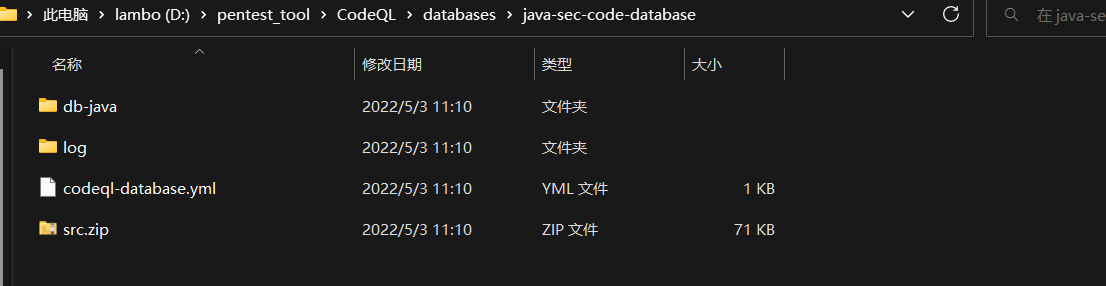 此电脑 › lambo (D:) › pentest_tool › CodeQL › databases › java-sec-code-database 在 java-se
名称 修改日期 类型 大小
db-java 2022/5/3 11:10 文件夹
log 2022/5/3 11:10 文件夹
codeql-database.yml 2022/5/3 11:10 YML 文件 1 KB
src.zip 2022/5/3 11:10 ZIP 文件 71 KB